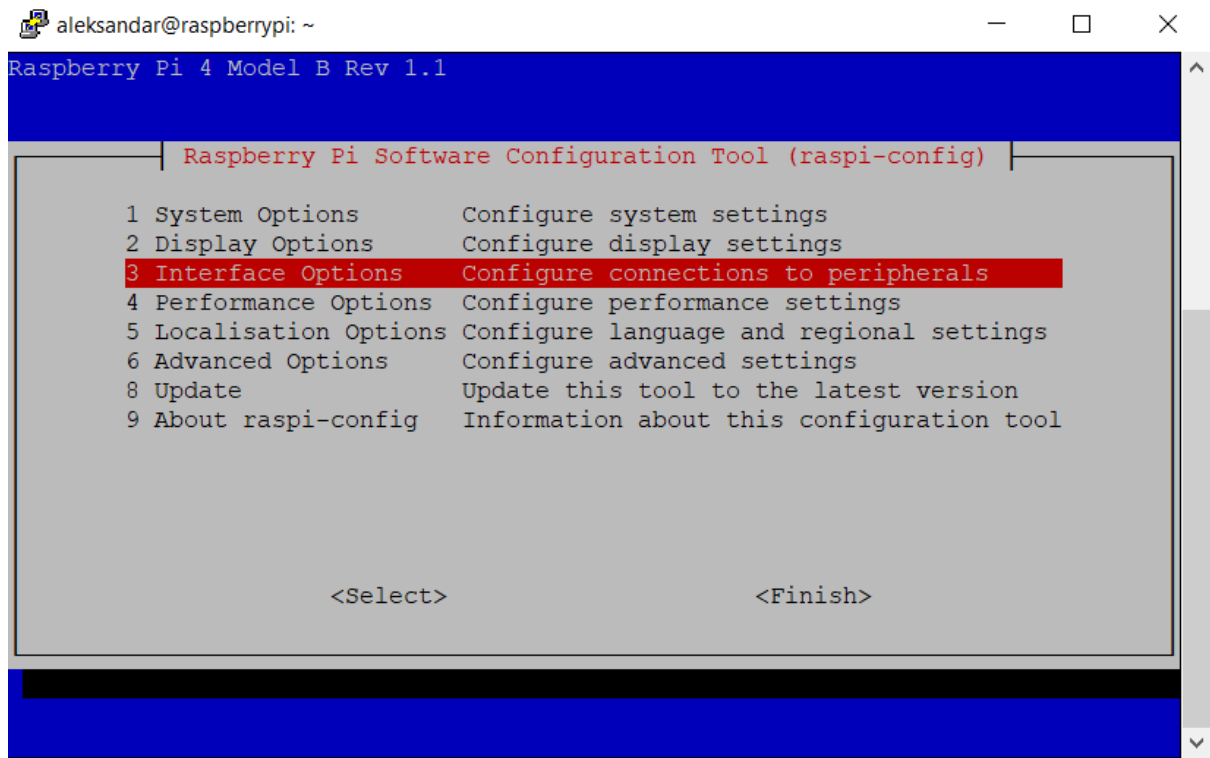 aleksandar@raspberrypi: ~
Raspberry Pi 4 Model B Rev 1.1
Raspberry Pi Software Configuration Tool (raspi-config)
1 System Options Configure system settings
2 Display Options Configure display settings
3 Interface Options Configure connections to peripherals
4 Performance Options Configure performance settings
5 Localisation Options Configure language and regional settings
6 Advanced Options Configure advanced settings
8 Update Update this tool to the latest version
9 About raspi-config Information about this configuration tool
<Select> <Finish>